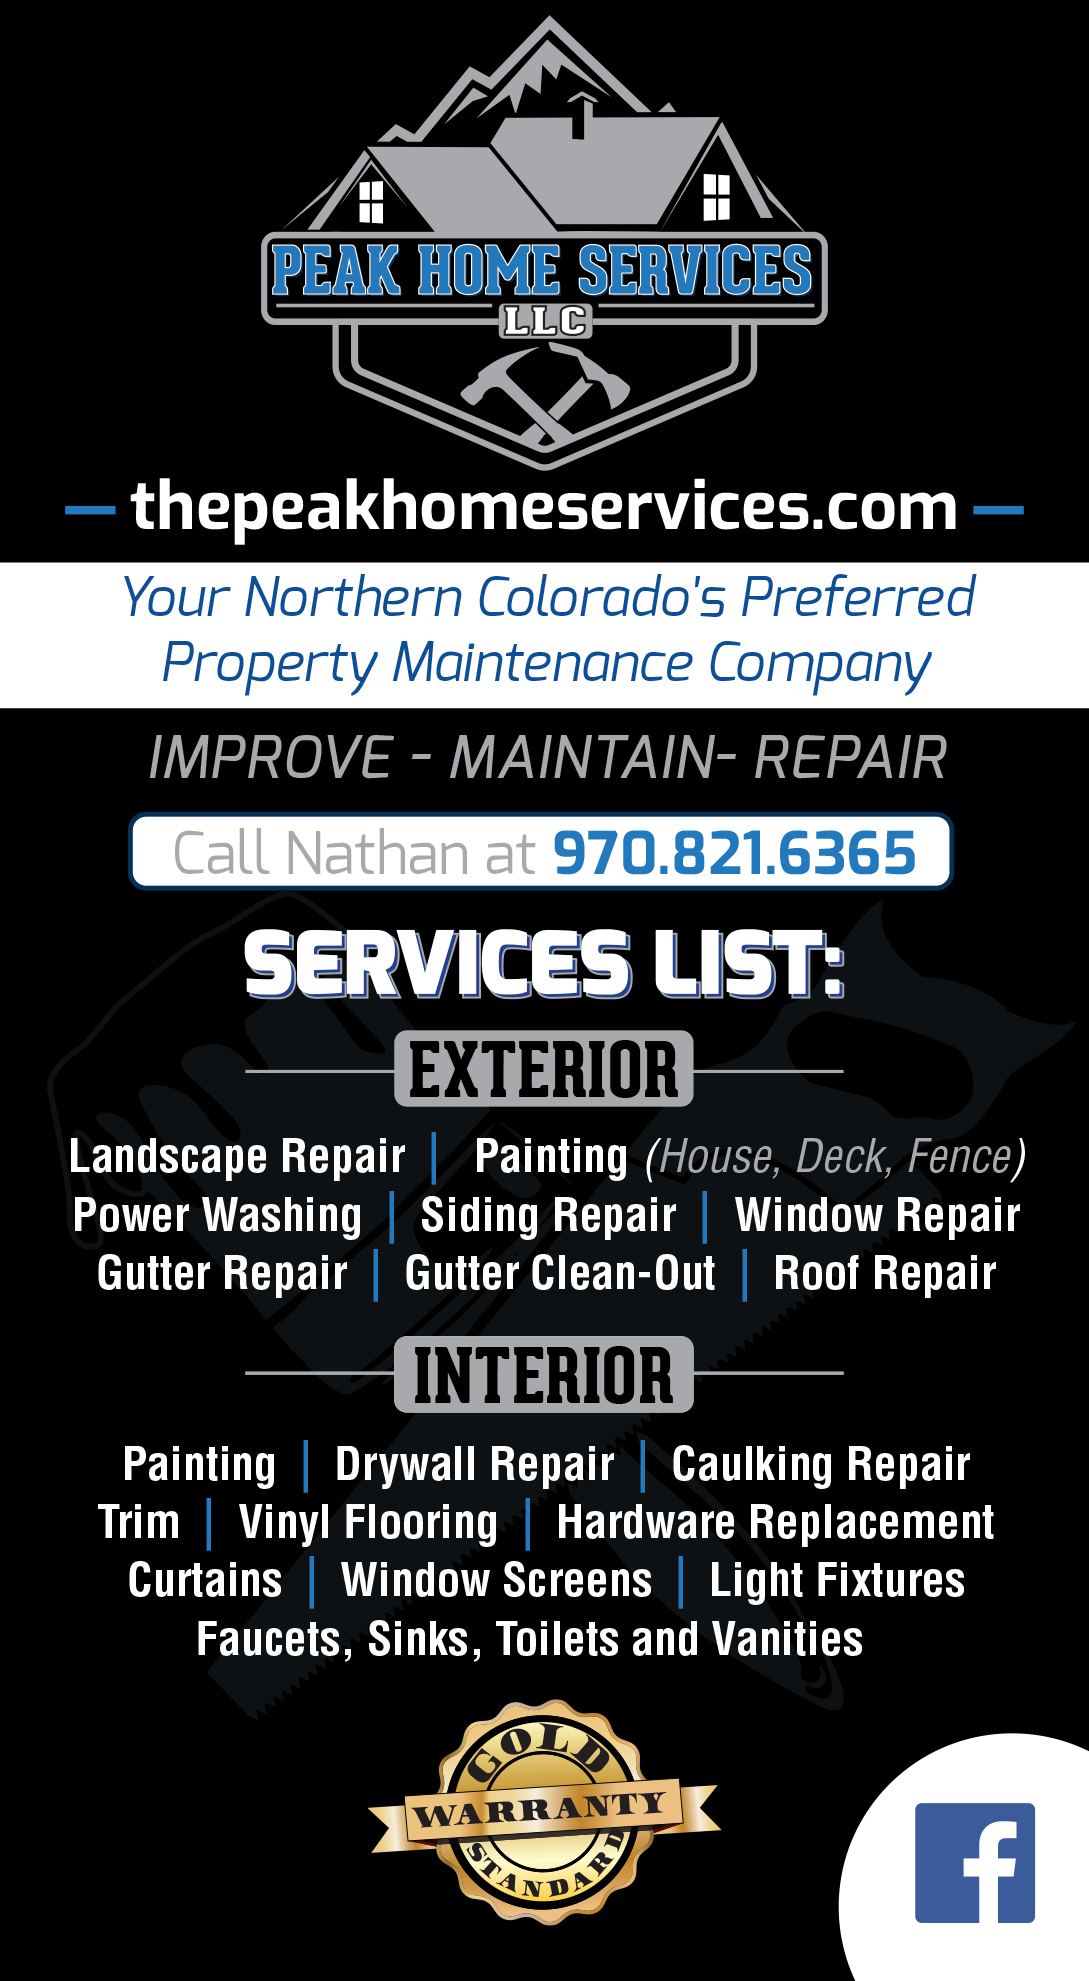 PEAK HOME SERVICES
LLC
thepeakhomeservices.com
Your Northern Colorado's Preferred
Property Maintenance Company
IMPROVE - MAINTAIN- REPAIR
Call Nathan at 970.821.6365
SERVICES LIST:
EXTERIOR
Landscape Repair | Painting (House, Deck, Fence)
Power Washing | Siding Repair | Window Repair
Gutter Repair | Gutter Clean-Out | Roof Repair
INTERIOR
Painting | Drywall Repair | Caulking Repair
Trim | Vinyl Flooring | Hardware Replacement
Curtains | Window Screens | Light Fixtures
Faucets, Sinks, Toilets and Vanities
GOLD
WARRANTY
STANDARD
f